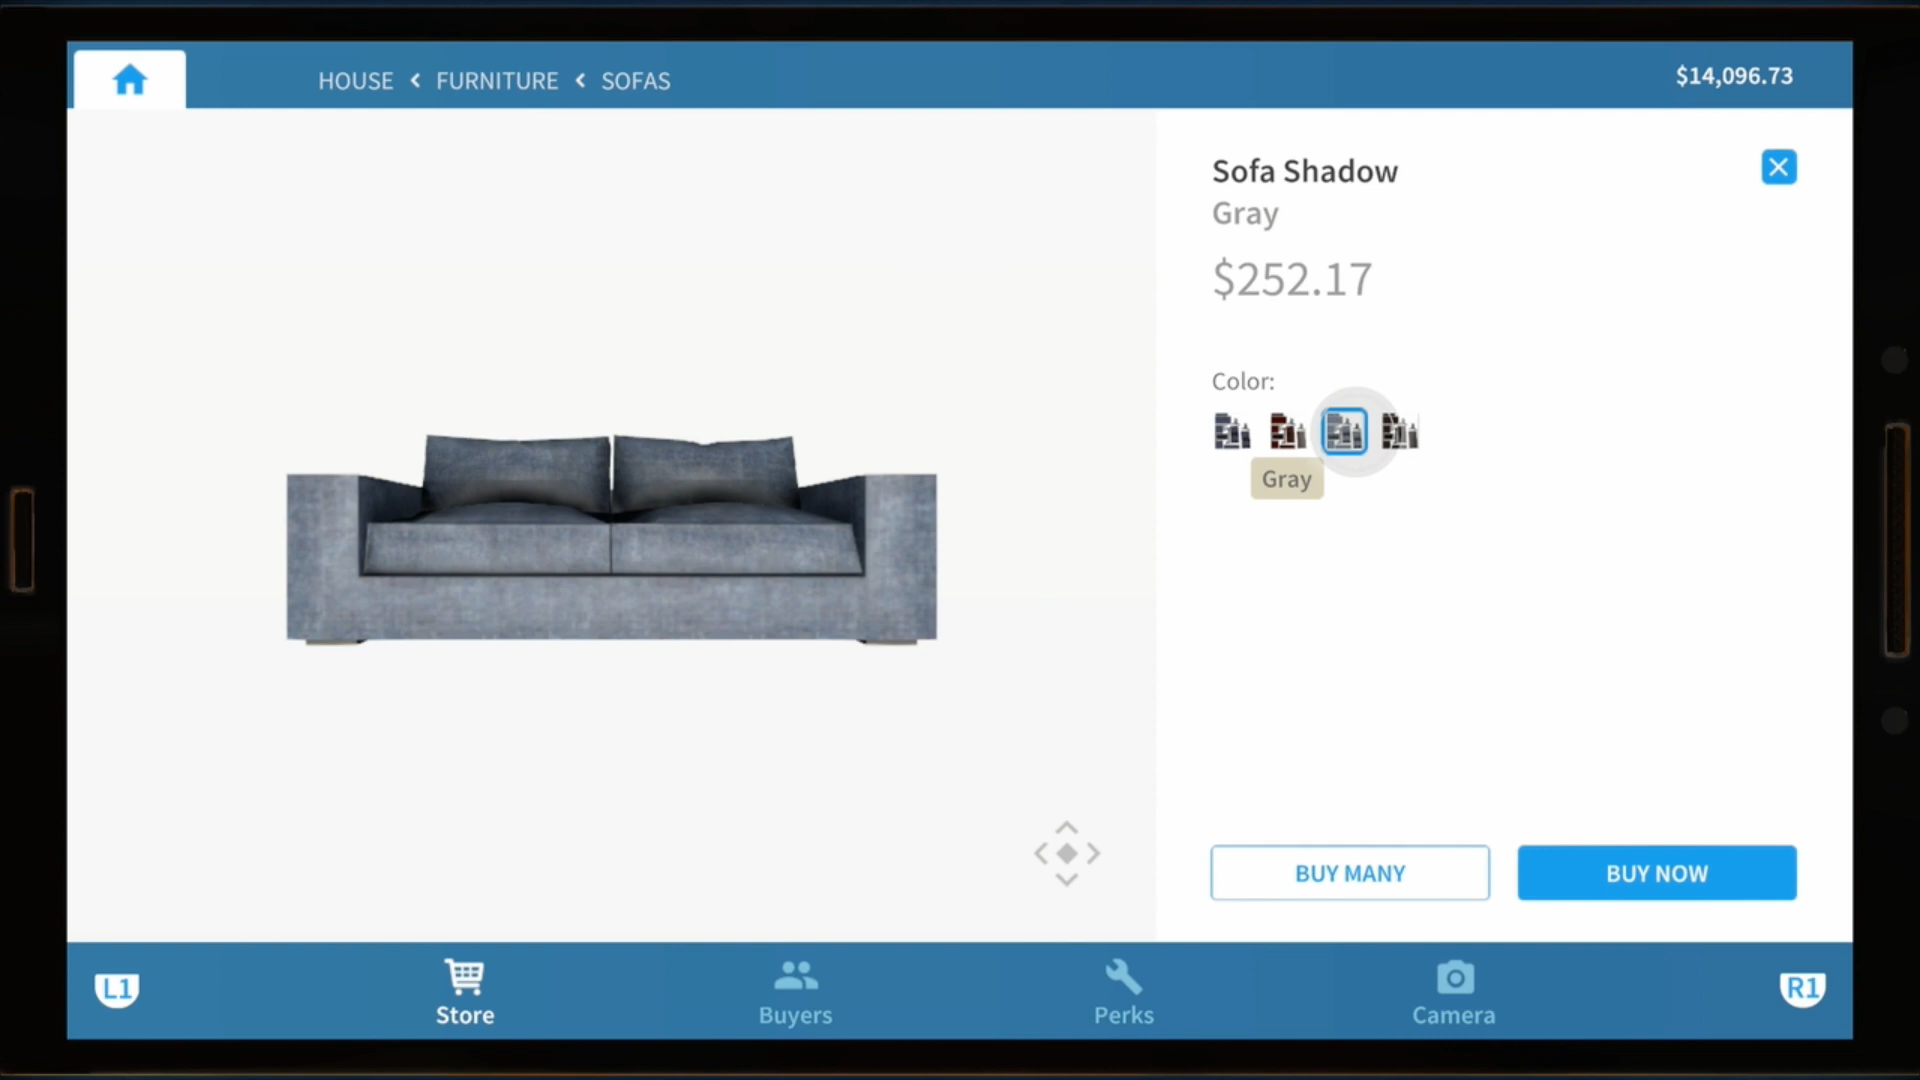 HOUSE < FURNITURE < SOFAS
$14,096.73
Sofa Shadow
Gray
$252.17
Color:
Gray
BUY MANY
BUY NOW
L1
Store
Buyers
Perks
Camera
R1